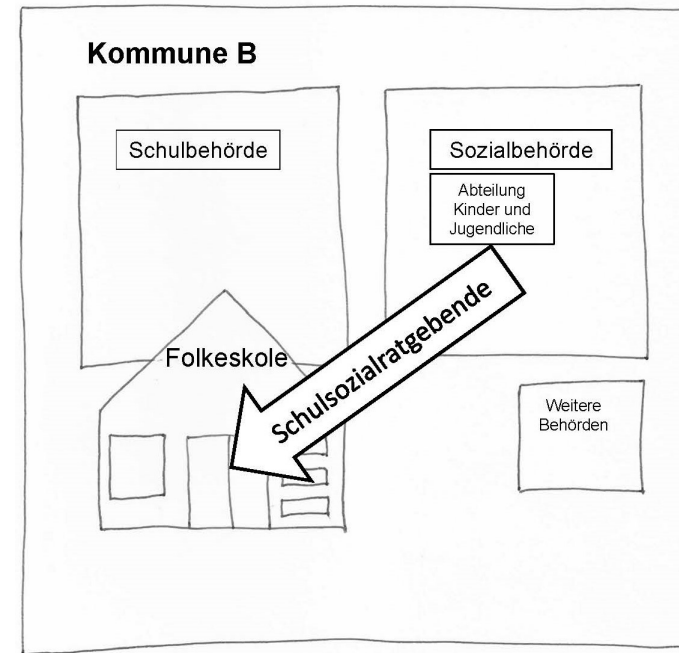 Kommune B
Schulbehörde
Sozialbehörde
Abteilung
Kinder und
Jugendliche
Folkeskole
Schulsozialratgebende
Weitere
Behörden